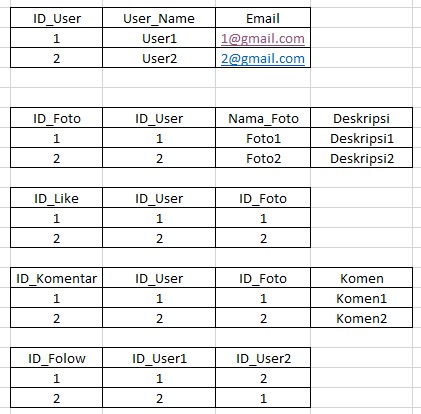 ID_User User_Name Email
1 User1 1@gmail.com
2 User2 2@gmail.com
ID_Foto ID_User Nama_Foto Deskripsi
1 1 Foto1 Deskripsi1
2 2 Foto2 Deskripsi2
ID_Like ID_User ID_Foto
1 1 1
2 2 2
ID_Komentar ID_User ID_Foto Komen
1 1 1 Komen1
2 2 2 Komen2
ID_Folow ID_User1 ID_User2
1 1 2
2 2 1